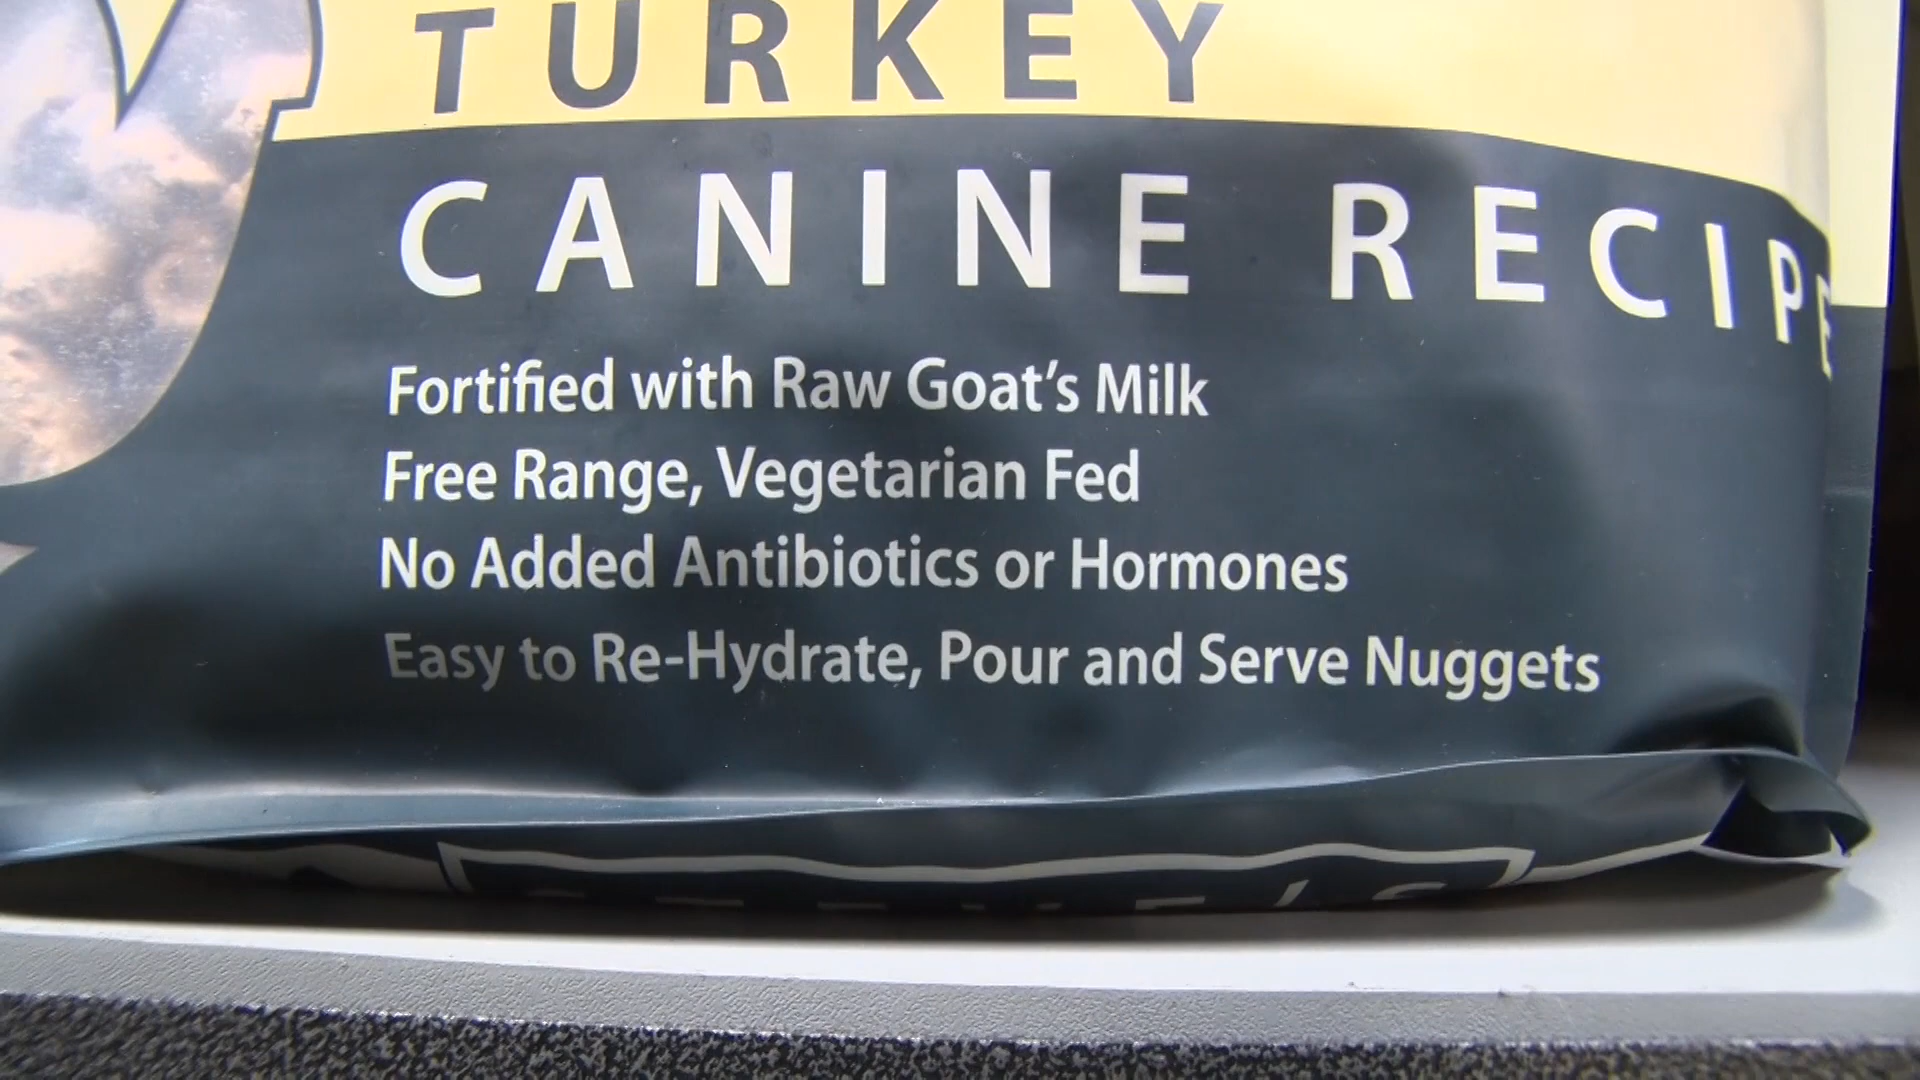 TURKEY
CANINE RECIPE
Fortified with Raw Goat's Milk
Free Range, Vegetarian Fed
No Added Antibiotics or Hormones
Easy to Re-Hydrate, Pour and Serve Nuggets